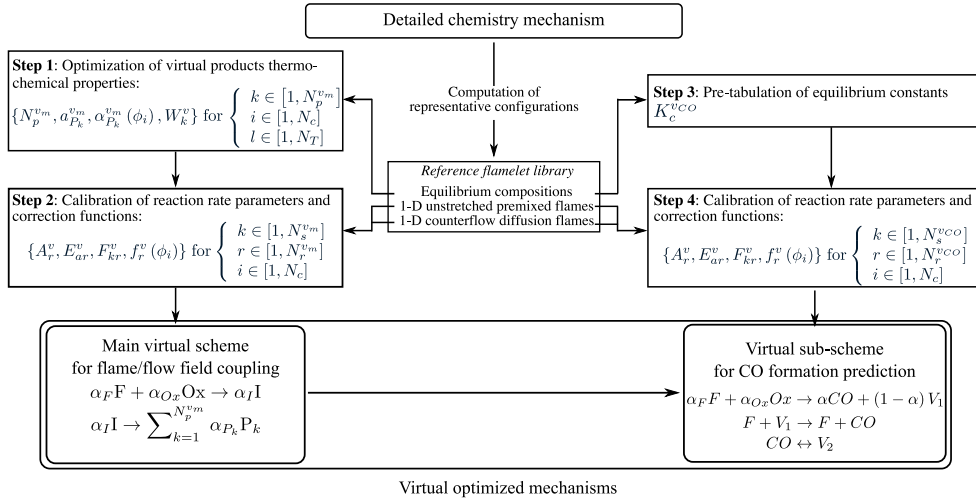 Detailed chemistry mechanism
Step 1: Optimization of virtual products thermo-
chemical properties:
{N_p^{v_m}, a_{P_k}^{v_m}, α_{P_k}^{v_m} (φ_i), W_k^v} for { k ∈ [1, N_p^{v_m}]
i ∈ [1, N_c]
l ∈ [1, N_T]
Computation of
representative configurations
Step 3: Pre-tabulation of equilibrium constants
K_c^{v_{CO}}
Reference flamelet library
Equilibrium compositions
1-D unstretched premixed flames
1-D counterflow diffusion flames
Step 2: Calibration of reaction rate parameters and
correction functions:
{A_r^v, E_{ar}^v, F_{kr}^v, f_r^v (φ_i)} for { k ∈ [1, N_s^{v_m}]
r ∈ [1, N_r^{v_m}]
i ∈ [1, N_c]
Step 4: Calibration of reaction rate parameters and
correction functions:
{A_r^v, E_{ar}^v, F_{kr}^v, f_r^v (φ_i)} for { k ∈ [1, N_s^{v_{CO}}]
r ∈ [1, N_r^{v_{CO}}]
i ∈ [1, N_c]
Main virtual scheme
for flame/flow field coupling
α_F F + α_{Ox} Ox → α_I I
α_I I → ∑_{k=1}^{N_p^{v_m}} α_{P_k} P_k
Virtual sub-scheme
for CO formation prediction
α_F F + α_{Ox} Ox → αCO + (1 − α) V_1
F + V_1 → F + CO
CO ↔ V_2
Virtual optimized mechanisms